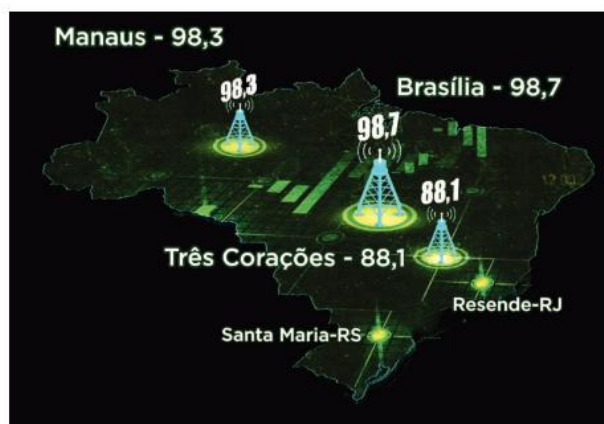 Manaus - 98,3
98,3
Brasília - 98,7
98,7
88,1
Três Corações - 88,1
Resende-RJ
Santa Maria-RS